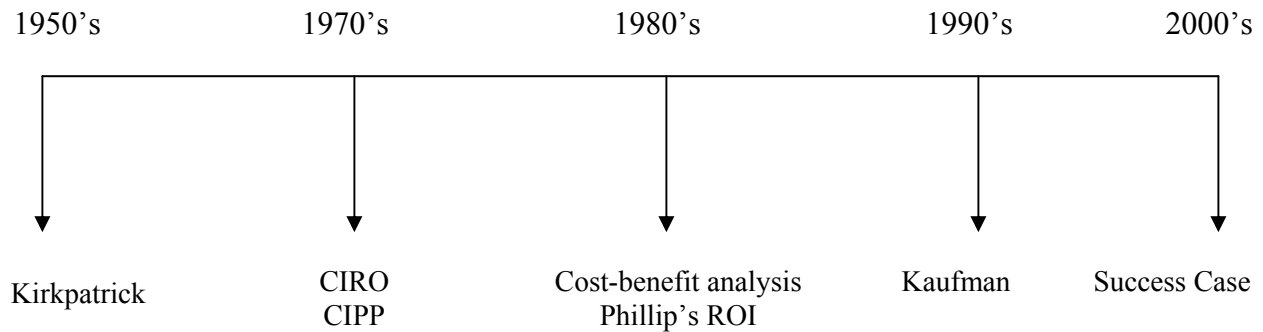 1950’s 1970’s 1980’s 1990’s 2000’s
Kirkpatrick
CIRO
CIPP
Cost-benefit analysis
Phillip’s ROI
Kaufman
Success Case